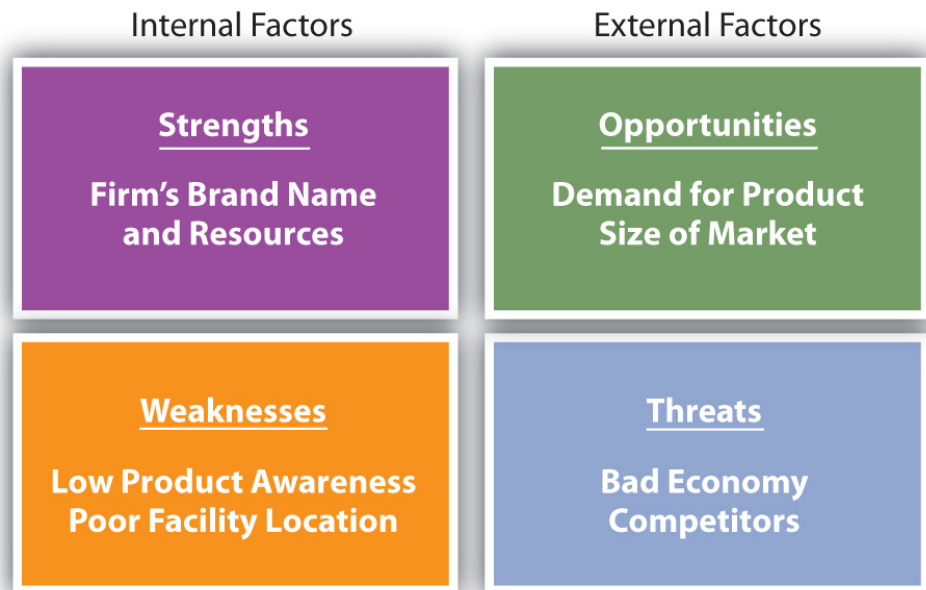 Internal Factors
External Factors
Strengths
Firm’s Brand Name
and Resources
Opportunities
Demand for Product
Size of Market
Weaknesses
Low Product Awareness
Poor Facility Location
Threats
Bad Economy
Competitors